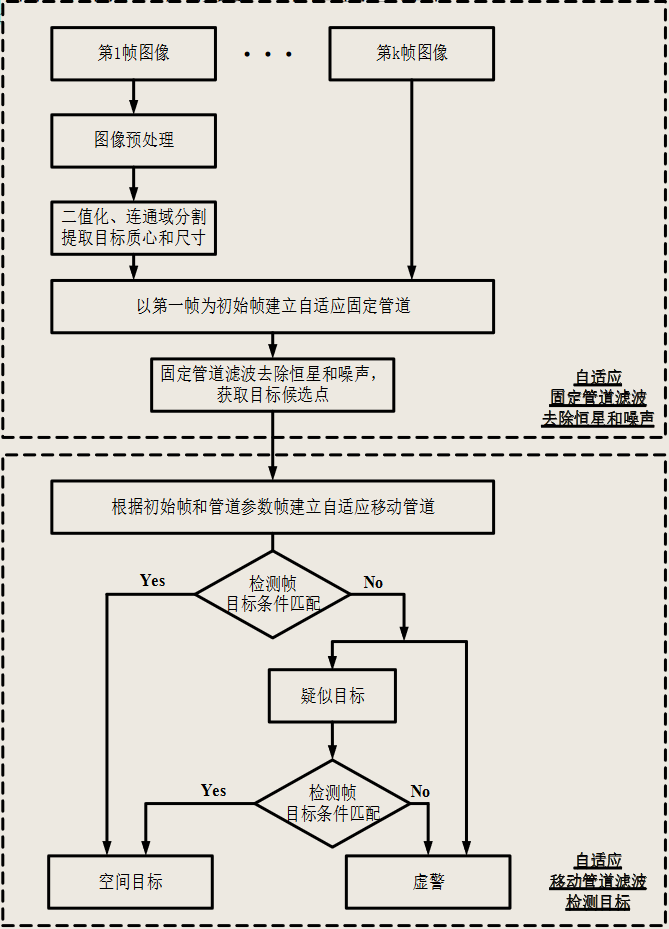 第1帧图像
· · ·
第k帧图像
图像预处理
二值化、连通域分割
提取目标质心和尺寸
以第一帧为初始帧建立自适应固定管道
固定管道滤波去除恒星和噪声，
获取目标候选点
自适应
固定管道滤波
去除恒星和噪声
根据初始帧和管道参数帧建立自适应移动管道
Yes
检测帧
目标条件匹配
No
疑似目标
Yes
检测帧
目标条件匹配
No
空间目标
虚警
自适应
移动管道滤波
检测目标